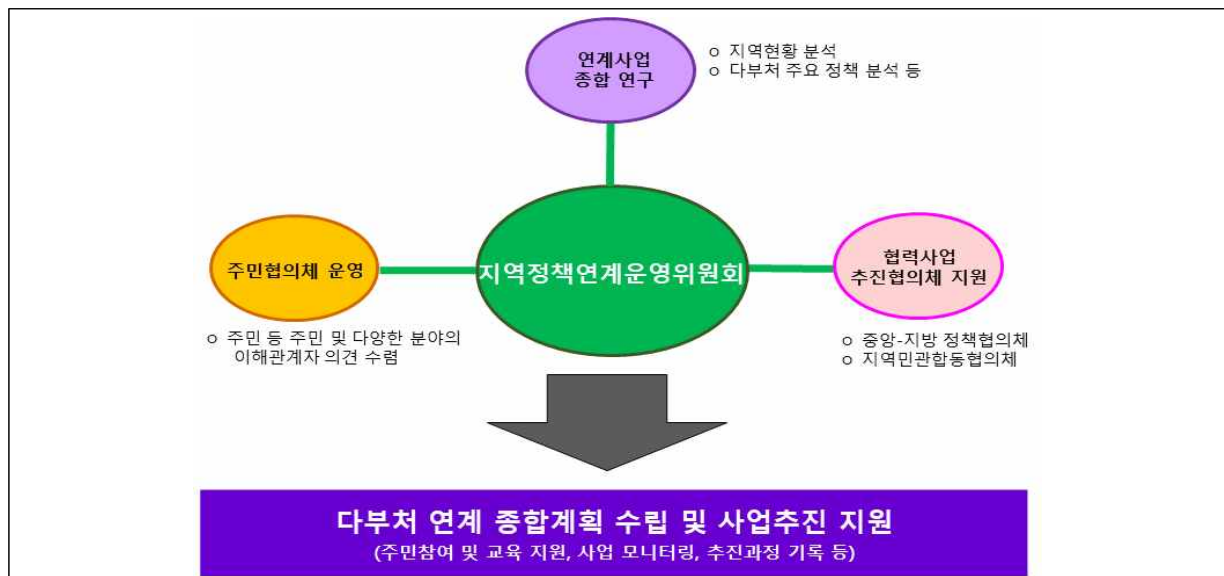 연계사업
종합 연구
o 지역현황 분석
o 다부처 주요 정책 분석 등
주민협의체 운영
지역정책연계운영위원회
협력사업
추진협의체 지원
o 주민 등 주민 및 다양한 분야의
이해관계자 의견 수렴
o 중앙-지방 정책협의체
o 지역민관합동협의체
다부처 연계 종합계획 수립 및 사업추진 지원
(주민참여 및 교육 지원, 사업 모니터링, 추진과정 기록 등)